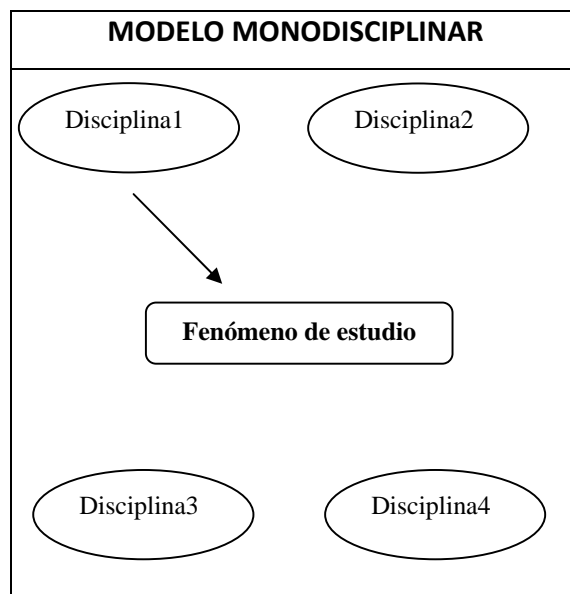 MODELO MONODISCIPLINAR
Disciplina1
Disciplina2
Fenómeno de estudio
Disciplina3
Disciplina4